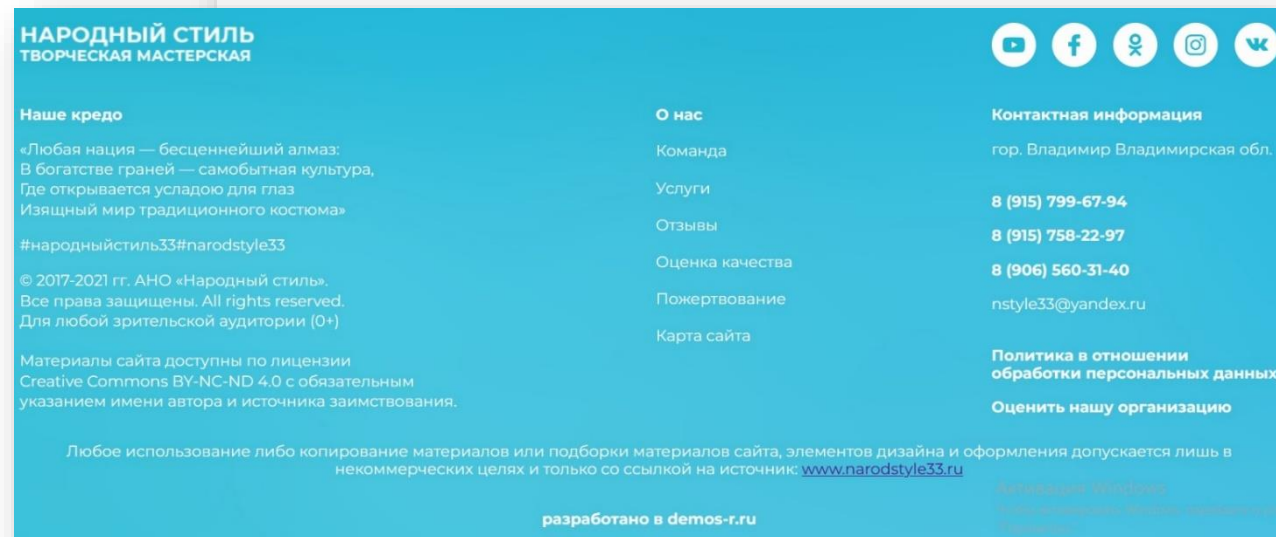 НАРОДНЫЙ СТИЛЬ
ТВОРЧЕСКАЯ МАСТЕРСКАЯ
Наше кредо
«Любая нация — бесценнейший алмаз:
В богатстве граней — самобытная культура,
Где открывается усладою для глаз
Изящный мир традиционного костюма»
#народныйстиль33#narodstyle33
© 2017-2021 гг. АНО «Народный стиль».
Все права защищены. All rights reserved.
Для любой зрительской аудитории (0+)
Материалы сайта доступны по лицензии
Creative Commons BY-NC-ND 4.0 с обязательным
указанием имени автора и источника заимствования.
О нас
Команда
Услуги
Отзывы
Оценка качества
Пожертвование
Карта сайта
Контактная информация
гор. Владимир Владимирская обл.
8 (915) 799-67-94
8 (915) 758-22-97
8 (906) 560-31-40
nstyle33@yandex.ru
Политика в отношении
обработки персональных данных
Оценить нашу организацию
Любое использование либо копирование материалов или подборки материалов сайта, элементов дизайна и оформления допускается лишь в
некоммерческих целях и только со ссылкой на источник: www.narodstyle33.ru
Активация Windows
разработано в demos-r.ru